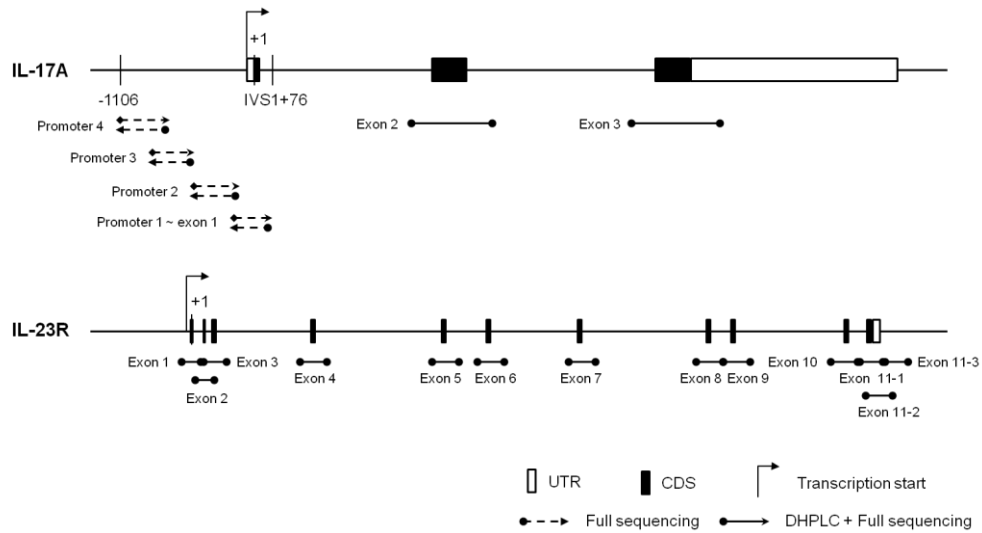 +1
IL-17A
-1106
IVS1+76
Promoter 4
Exon 2
Exon 3
Promoter 3
Promoter 2
Promoter 1 ~ exon 1
+1
IL-23R
Exon 1
Exon 3
Exon 10
Exon 11-3
Exon 4
Exon 5
Exon 6
Exon 7
Exon 8
Exon 9
Exon 11-1
Exon 2
Exon 11-2
UTR
CDS
Transcription start
Full sequencing
DHPLC + Full sequencing